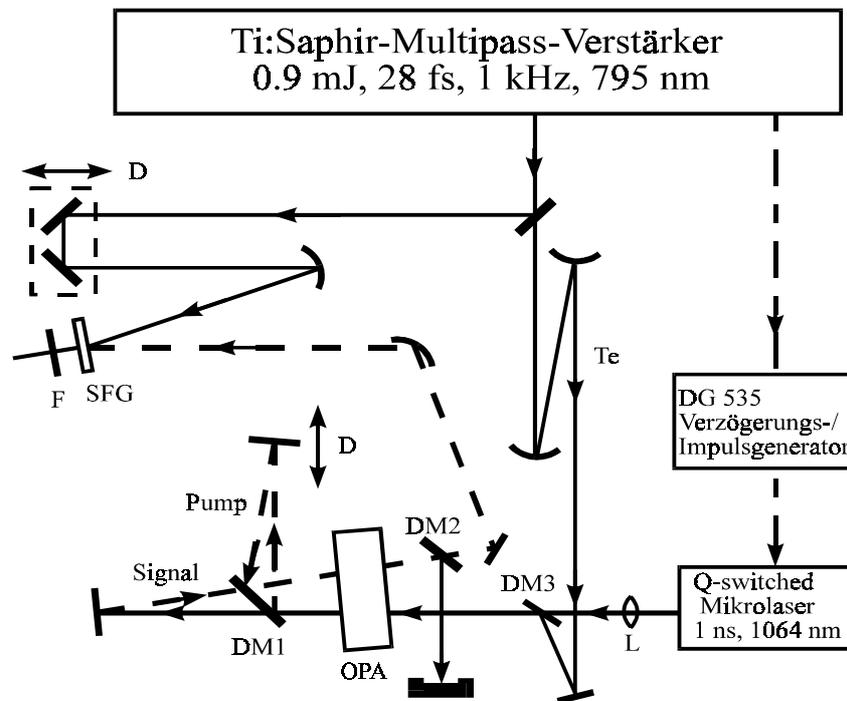 Ti:Saphir-Multipass-Verstärker
0.9 mJ, 28 fs, 1 kHz, 795 nm
D
Te
F
SFG
DG 535
Verzögerungs-/
Impulsgenerator
D
Pump
DM2
Signal
DM3
Q-switched
Mikrolaser
1 ns, 1064 nm
DM1
L
OPA